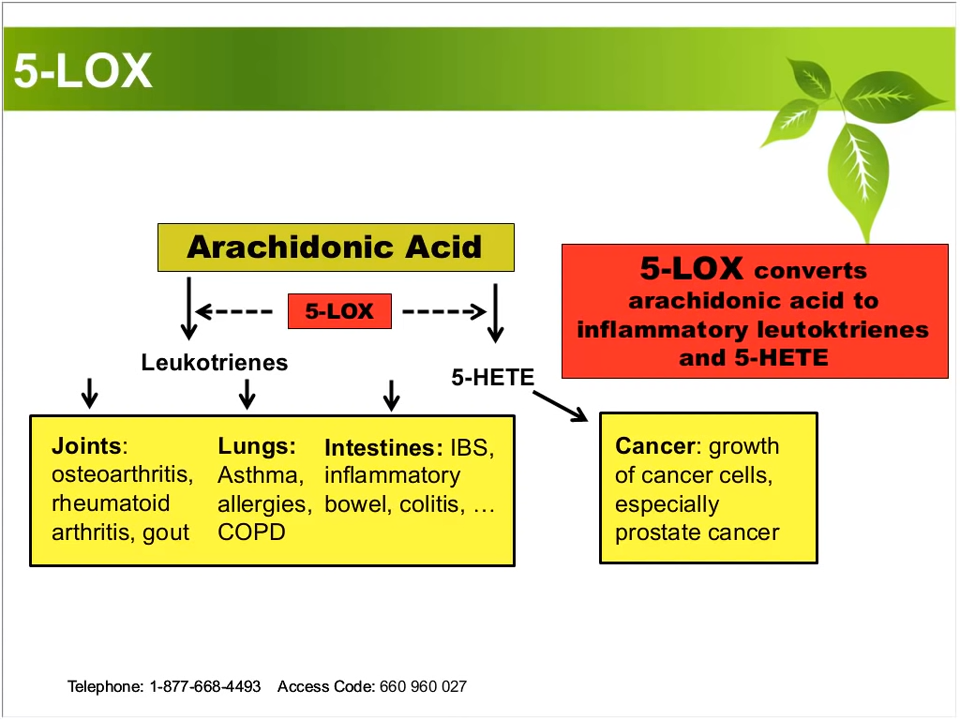 5-LOX
Arachidonic Acid
5-LOX
5-LOX converts
arachidonic acid to
inflammatory leutoktrienes
and 5-HETE
Leukotrienes
5-HETE
Joints:
osteoarthritis,
rheumatoid
arthritis, gout
Lungs:
Asthma,
allergies,
COPD
Intestines: IBS,
inflammatory
bowel, colitis, …
Cancer: growth
of cancer cells,
especially
prostate cancer
Telephone: 1-877-668-4493 Access Code: 660 960 027